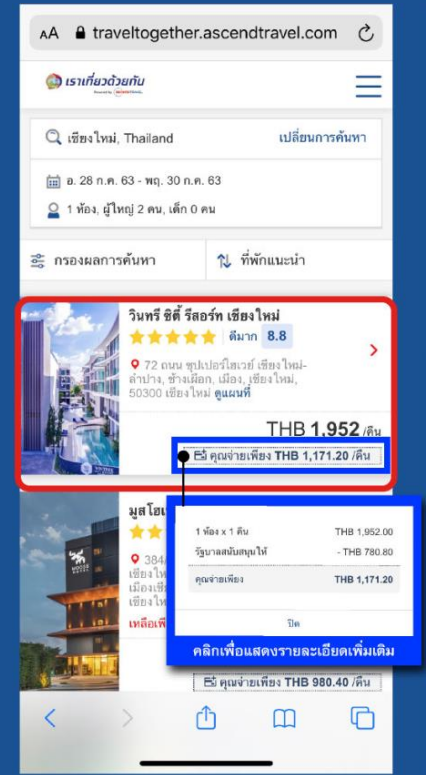 AA traveltogether.ascendtravel.com
เราเที่ยวด้วยกัน
เชียงใหม่, Thailand เปลี่ยนการค้นหา
อ. 28 ก.ค. 63 - พฤ. 30 ก.ค. 63
1 ห้อง, ผู้ใหญ่ 2 คน, เด็ก 0 คน
กรองผลการค้นหา ที่พักแนะนำ
วินทรี ซิตี้ รีสอร์ท เชียงใหม่
ดีมาก 8.8
72 ถนน ซุปเปอร์ไฮเวย์ เชียงใหม่-
ลำปาง, ช้างเผือก, เมือง, เชียงใหม่,
50300 เชียงใหม่ ดูแผนที่
THB 1,952 /คืน
คุณจ่ายเพียง THB 1,171.20 /คืน
มูสโฮเ
384/
เชียงให
เมืองเชี
เชียงให
เหลือเพี
1 ห้อง x 1 คืน THB 1,952.00
รัฐบาลสนับสนุนให้ - THB 780.80
คุณจ่ายเพียง THB 1,171.20
ปิด
คลิกเพื่อแสดงรายละเอียดเพิ่มเติม
คุณจ่ายเพียง THB 980.40 /คืน